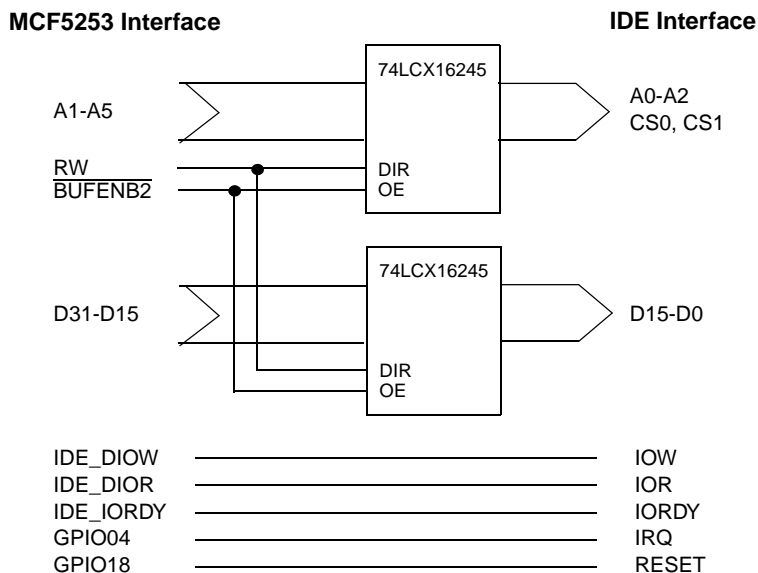 MCF5253 Interface IDE Interface
74LCX16245
A1-A5 A0-A2
CS0, CS1
RW DIR
BUFENB2 OE
74LCX16245
D31-D15 D15-D0
DIR
OE
IDE_DIOW IOW
IDE_DIOR IOR
IDE_IORDY IORDY
GPIO04 IRQ
GPIO18 RESET